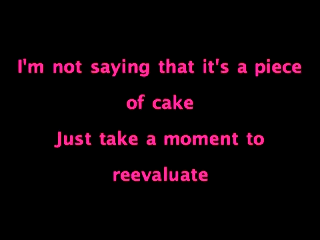 I'm not saying that it's a piece
of cake
Just take a moment to
reevaluate